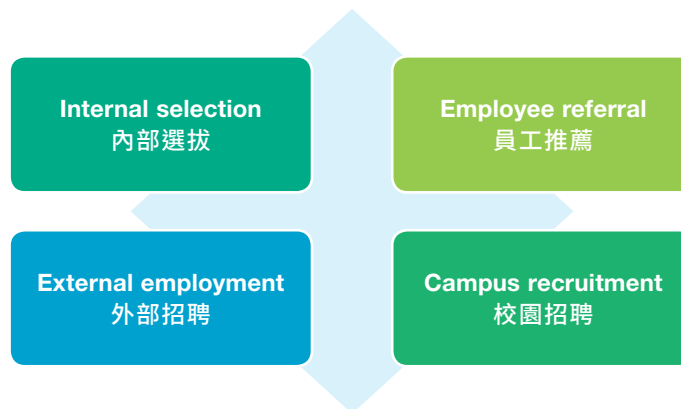 Internal selection
內部選拔
Employee referral
員工推薦
External employment
外部招聘
Campus recruitment
校園招聘